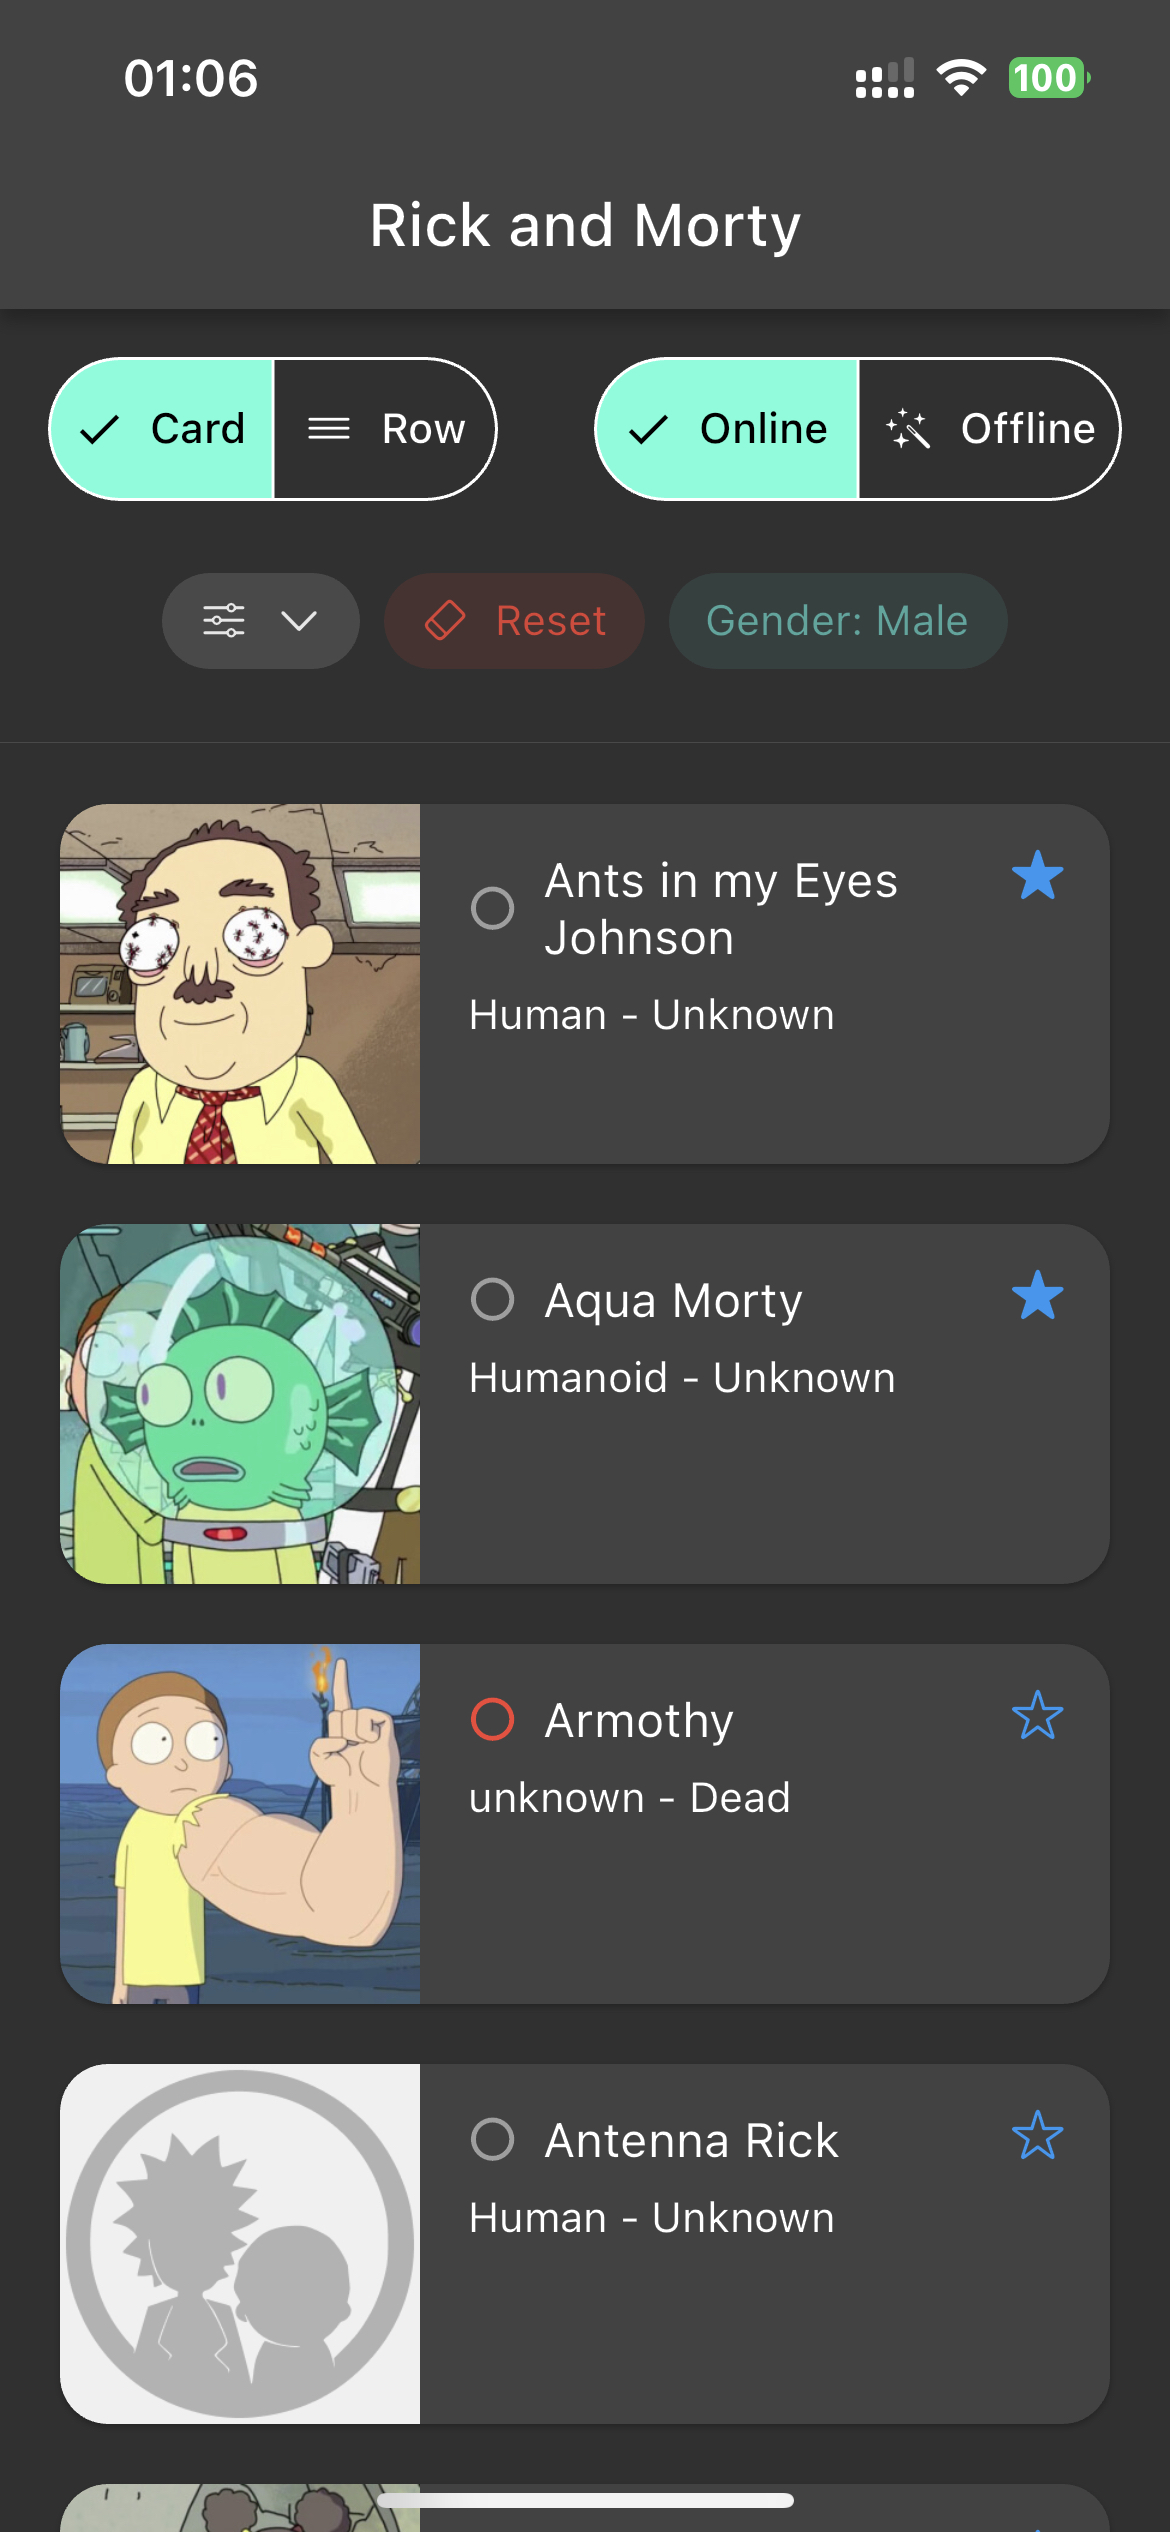 01:06
100
Rick and Morty
Card
Row
Online
Offline
Reset
Gender: Male
Ants in my Eyes
Johnson
Human - Unknown
Aqua Morty
Humanoid - Unknown
Armothy
unknown - Dead
Antenna Rick
Human - Unknown